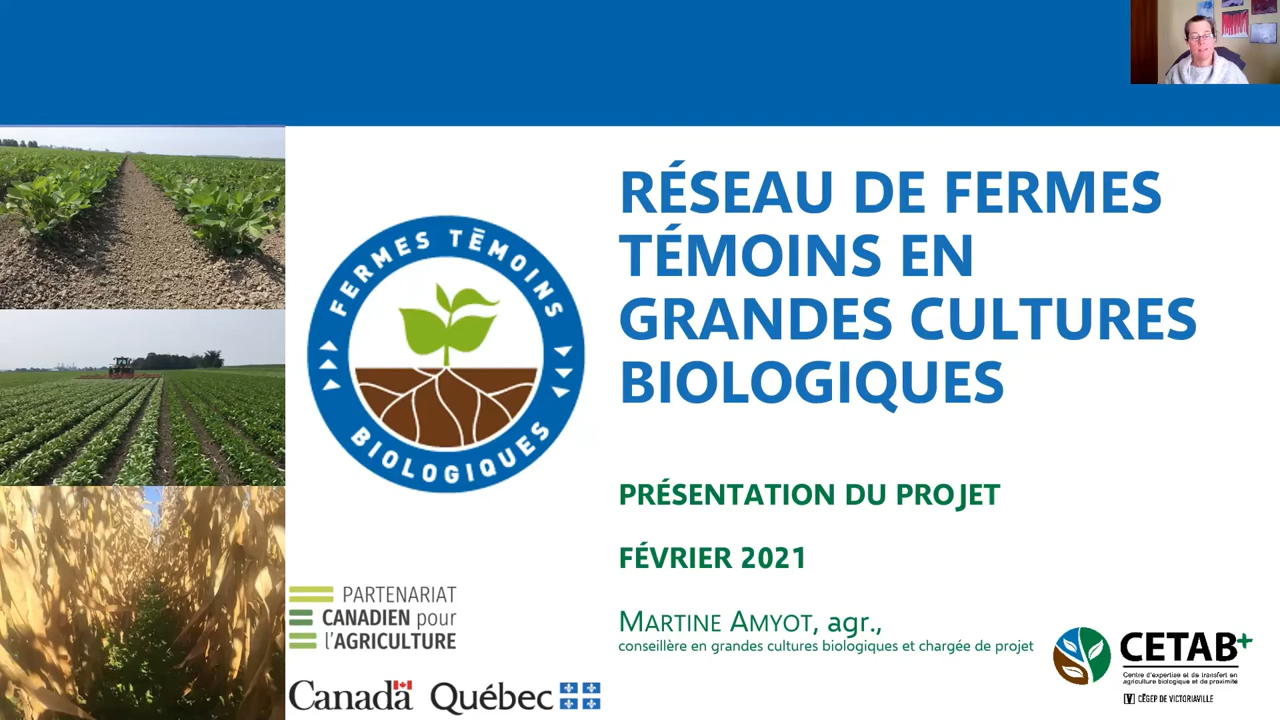 RÉSEAU DE FERMES
TÉMOINS EN
GRANDES CULTURES
BIOLOGIQUES
FERMES TÉMOINS
BIOLOGIQUES
PRÉSENTATION DU PROJET
FÉVRIER 2021
MARTINE AMYOT, agr.,
conseillère en grandes cultures biologiques et chargée de projet
PARTENARIAT
CANADIEN pour
l'AGRICULTURE
Canada Québec
CETAB+
Centre d'expertise et de transfert en
agriculture biologique et de proximité
CÉGEP DE VICTORIAVILLE